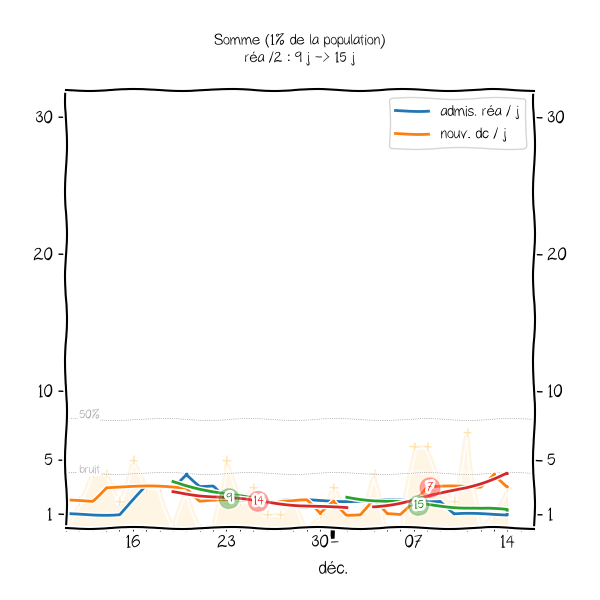 Somme (1% de la population)
réa /2 : 9 j -> 15 j
admis. réa / j
nouv. dc / j
30 30
20 20
10 10
50%
5 5
bruit
7
9 14 15
1 1
16 23 30 07 14
déc.